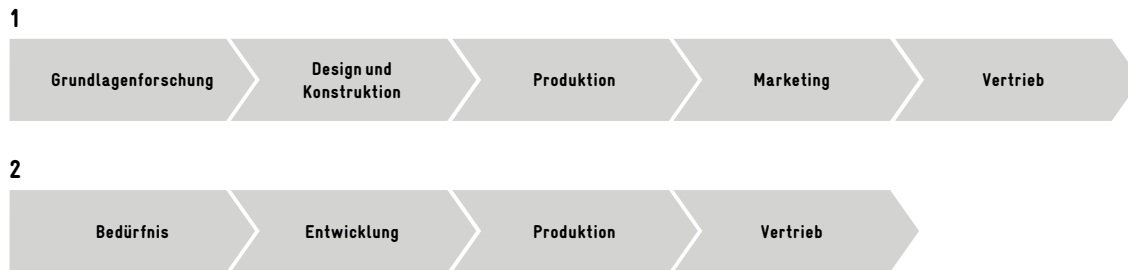 1
Grundlagenforschung
Design und
Konstruktion
Produktion
Marketing
Vertrieb
2
Bedürfnis
Entwicklung
Produktion
Vertrieb